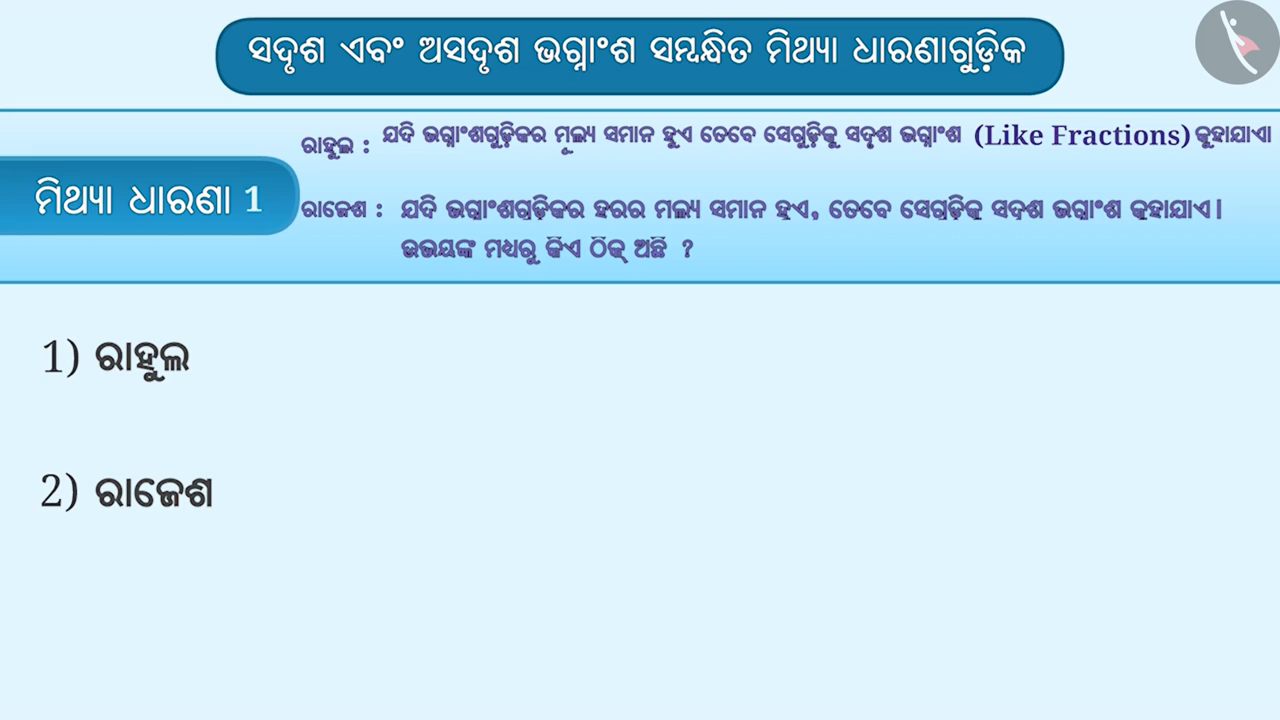 ସଦୃଶ ଏବଂ ଅସଦୃଶ ଭଗ୍ନାଂଶ ସମ୍ବନ୍ଧିତ ମିଥ୍ୟା ଧାରଣାଗୁଡ଼ିକ
ମିଥ୍ୟା ଧାରଣା 1
ରାହୁଲ : ଯଦି ଭଗ୍ନାଂଶଗୁଡ଼ିକର ମୂଲ୍ୟ ସମାନ ହୁଏ ତେବେ ସେଗୁଡ଼ିକୁ ସଦୃଶ ଭଗ୍ନାଂଶ (Like Fractions) କୁହାଯାଏ।
ରାଜେଶ : ଯଦି ଭଗ୍ନାଂଶଗୁଡ଼ିକର ହରର ମୂଲ୍ୟ ସମାନ ହୁଏ, ତେବେ ସେଗୁଡ଼ିକୁ ସଦୃଶ ଭଗ୍ନାଂଶ କୁହାଯାଏ।
ଉଭୟଙ୍କ ମଧ୍ୟରୁ କିଏ ଠିକ୍ ଅଛି ?
1) ରାହୁଲ
2) ରାଜେଶ